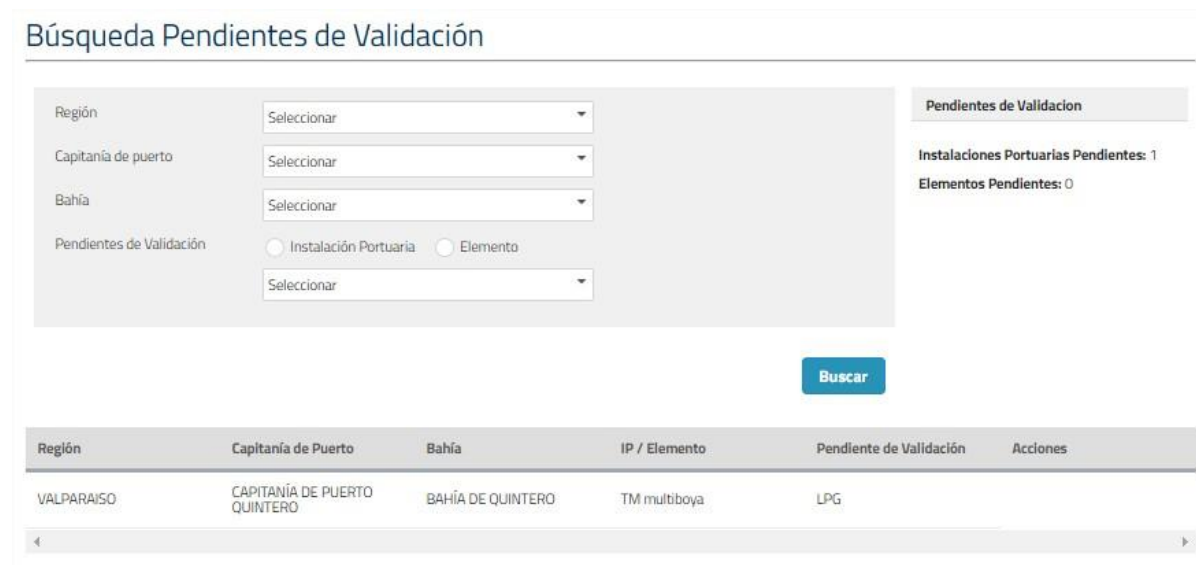 Búsqueda Pendientes de Validación
Región
Seleccionar
Capitanía de puerto
Seleccionar
Bahía
Seleccionar
Pendientes de Validación
Instalación Portuaria
Elemento
Seleccionar
Pendientes de Validacion
Instalaciones Portuarias Pendientes: 1
Elementos Pendientes: 0
Buscar
Región Capitanía de Puerto Bahía IP / Elemento Pendiente de Validación Acciones
VALPARAISO CAPITANÍA DE PUERTO QUINTERO BAHÍA DE QUINTERO TM multiboya LPG